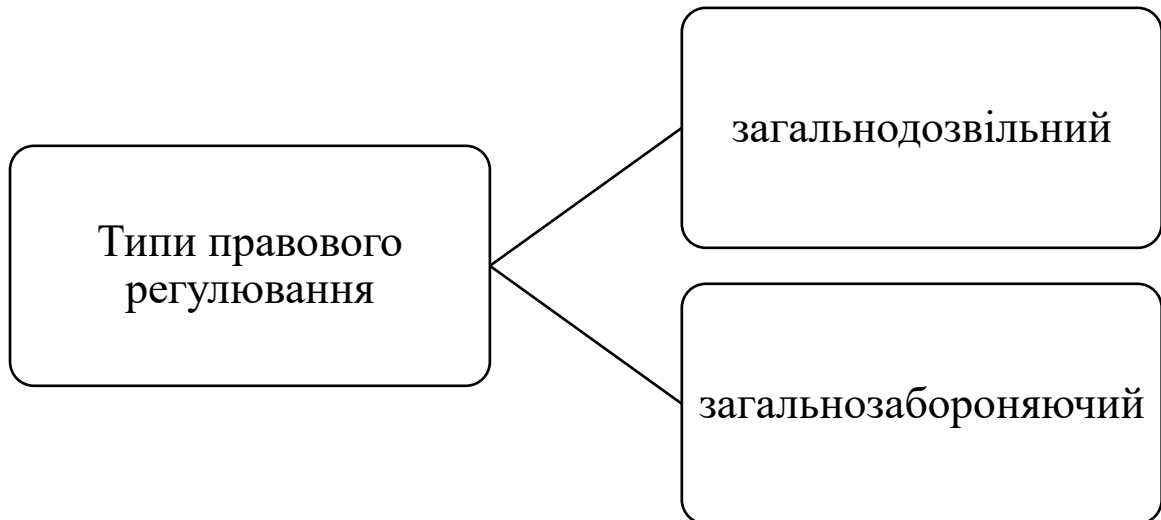 Типи правового
регулювання
загальнодозвільний
загальнозабороняючий